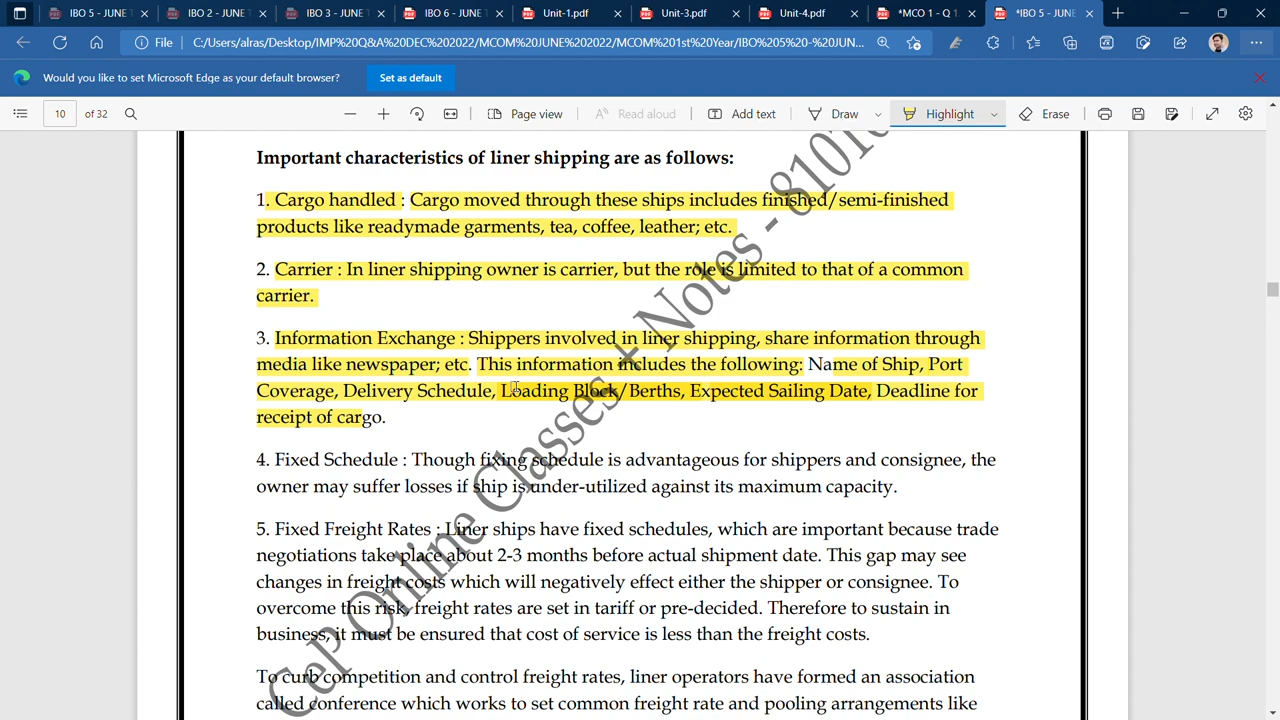 IBO 5 - JUNE
IBO 2 - JUNE
IBO 3 - JUNE
IBO 6 - JUNE
Unit-1.pdf
Unit-3.pdf
Unit-4.pdf
*MCO 1 - Q 1.
*IBO 5 - JUNE
File C:/Users/alras/Desktop/IMP%20Q&A%20DEC%202022/MCOM%20JUNE%202022/MCOM%201st%20Year/IBO%205%20-%20JUN...
Would you like to set Microsoft Edge as your default browser? Set as default
10 of 32 Page view Read aloud Add text Draw Highlight Erase
Important characteristics of liner shipping are as follows:
1. Cargo handled : Cargo moved through these ships includes finished/semi-finished
products like readymade garments, tea, coffee, leather; etc.
2. Carrier : In liner shipping owner is carrier, but the role is limited to that of a common
carrier.
3. Information Exchange : Shippers involved in liner shipping, share information through
media like newspaper; etc. This information includes the following: Name of Ship, Port
Coverage, Delivery Schedule, Loading Block/Berths, Expected Sailing Date, Deadline for
receipt of cargo.
4. Fixed Schedule : Though fixing schedule is advantageous for shippers and consignee, the
owner may suffer losses if ship is under-utilized against its maximum capacity.
5. Fixed Freight Rates : Liner ships have fixed schedules, which are important because trade
negotiations take place about 2-3 months before actual shipment date. This gap may see
changes in freight costs which will negatively effect either the shipper or consignee. To
overcome this risk, freight rates are set in tariff or pre-decided. Therefore to sustain in
business, it must be ensured that cost of service is less than the freight costs.
To curb competition and control freight rates, liner operators have formed an association
called conference which works to set common freight rate and pooling arrangements like
CeP Online Classes + Notes - 8101